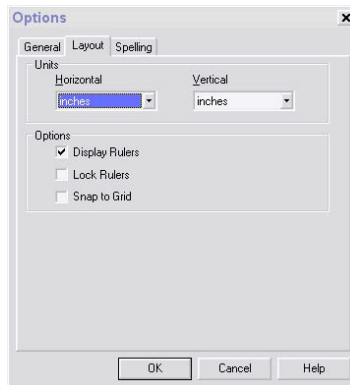 Options
General Layout Spelling
Units
Horizontal Vertical
inches inches
Options
Display Rulers
Lock Rulers
Snap to Grid
OK Cancel Help